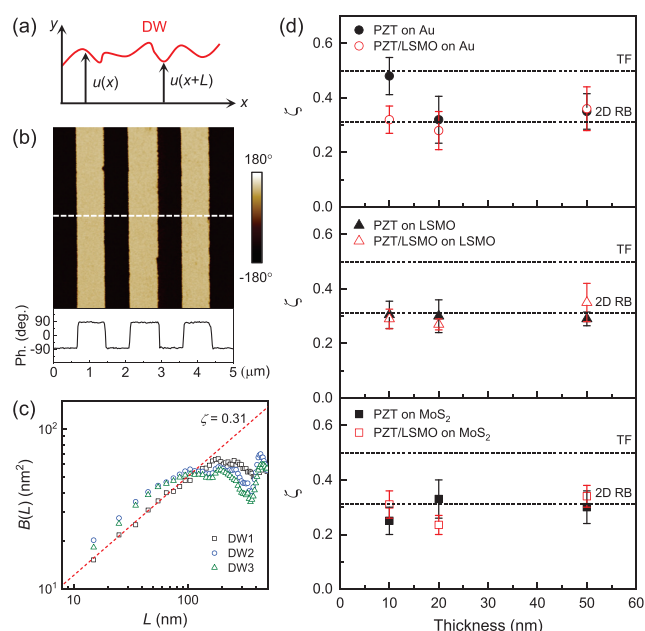 (a)
y
DW
u(x)
u(x+L)
x
(b)
180°
-180°
Ph. (deg.)
90
0
-90
0 1 2 3 4 5 (μm)
(c)
ζ = 0.31
10²
10¹
B(L) (nm²)
DW1
DW2
DW3
10 100
L (nm)
(d)
PZT on Au
PZT/LSMO on Au
TF
2D RB
0.6
0.4
0.2
0.0
ζ
PZT on LSMO
PZT/LSMO on LSMO
TF
2D RB
0.6
0.4
0.2
0.0
ζ
PZT on MoS₂
PZT/LSMO on MoS₂
TF
2D RB
0.6
0.4
0.2
0.0
ζ
0 10 20 30 40 50 60
Thickness (nm)